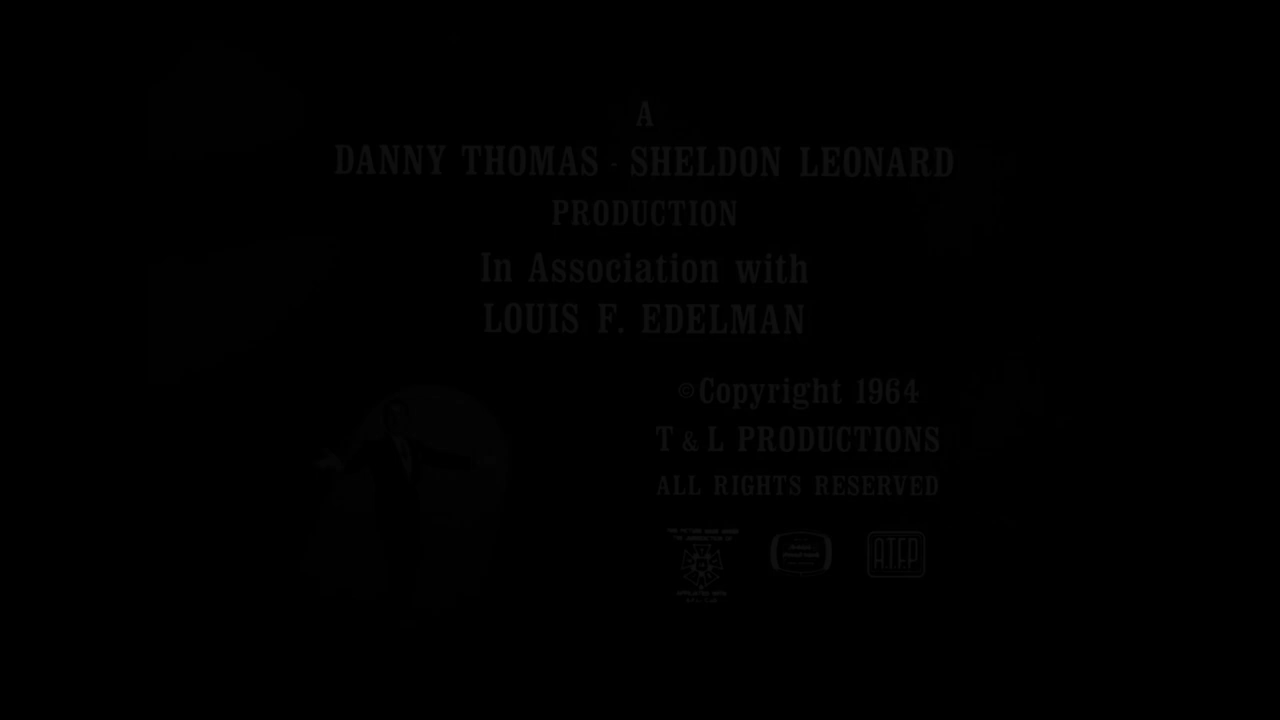 A
DANNY THOMAS - SHELDON LEONARD
PRODUCTION
In Association with
LOUIS F. EDELMAN
©Copyright 1964
T & L PRODUCTIONS
ALL RIGHTS RESERVED
A.T.F.P